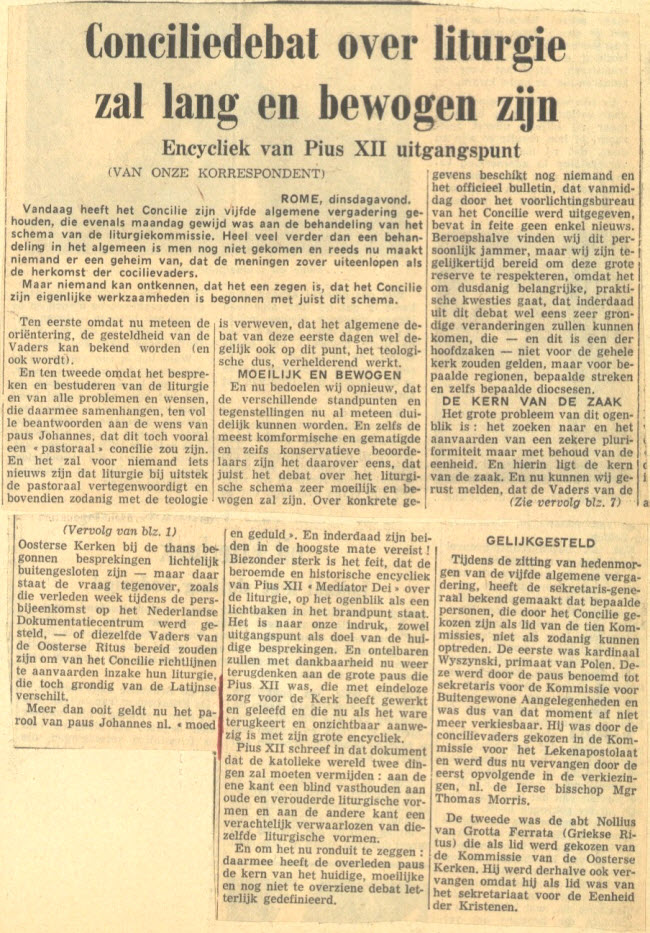 Conciliedebat over liturgie
zal lang en bewogen zijn
Encycliek van Pius XII uitgangspunt
(VAN ONZE KORRESPONDENT)
ROME, dinsdagavond.
Vandaag heeft het Concilie zijn vijfde algemene vergadering ge-
houden, die evenals maandag gewijd was aan de behandeling van het
schema van de liturgiekommissie. Heel veel verder dan een behan-
deling in het algemeen is men nog niet gekomen en reeds nu maakt
niemand er een geheim van, dat de meningen zover uiteenlopen als
de herkomst der cocilievaders.
Maar niemand kan ontkennen, dat het een zegen is, dat het Concilie
zijn eigenlijke werkzaamheden is begonnen met juist dit schema.
Ten eerste omdat nu meteen de
oriëntering, de gesteldheid van de
Vaders kan bekend worden (en
ook wordt).
En ten tweede omdat het bespre-
ken en bestuderen van de liturgie
en van alle problemen en wensen,
die daarmee samenhangen, ten vol
le beantwoorden aan de wens van
paus Johannes, dat dit toch vooral
een « pastoraal » concilie zou zijn.
En het zal voor niemand iets
nieuws zijn dat liturgie bij uitstek
de pastoraal vertegenwoordigt en
bovendien zodanig met de teologie
is verweven, dat het algemene de-
bat van deze eerste dagen wel de-
gelijk ook op dit punt, het teologi-
sche dus, verhelderend werkt.
MOEILIJK EN BEWOGEN
En nu bedoelen wij opnieuw, dat
de verschillende standpunten en
tegenstellingen nu al meteen dui-
delijk kunnen worden. En zelfs de
meest komformische en gematigde
en zelfs konservatieve beoorde-
laars zijn het daarover eens, dat
juist het debat over het liturgi-
sche schema zeer moeilijk en be-
wogen zal zijn. Over konkrete ge-
gevens beschikt nog niemand en
het officieel bulletin, dat vanmid-
dag door het voorlichtingsbureau
van het Concilie werd uitgegeven,
bevat in feite geen enkel nieuws.
Beroepshalve vinden wij dit per-
soonlijk jammer, maar wij zijn te-
gelijkertijd bereid om deze grote
reserve te respekteren, omdat het
om dusdanig belangrijke, prakti-
sche kwesties gaat, dat inderdaad
uit dit debat wel eens zeer gron-
dige veranderingen zullen kunnen
komen, die — en dit is een der
hoofdzaken — niet voor de gehele
kerk zouden gelden, maar voor be-
paalde regionen, bepaalde streken
en zelfs bepaalde diocesen.
DE KERN VAN DE ZAAK
Het grote probleem van dit ogen-
blik is : het zoeken naar en het
aanvaarden van een zekere pluri-
formiteit maar met behoud van de
eenheid. En hierin ligt de kern
van de zaak. En nu kunnen wij ge-
rust melden, dat de Vaders van de
(Zie vervolg blz. 7)
(Vervolg van blz. 1)
Oosterse Kerken bij de thans be-
gonnen besprekingen lichtelijk
buitengesloten zijn — maar daar
staat de vraag tegenover, zoals
die verleden week tijdens de pers-
bijeenkomst op het Nederlandse
Dokumentatiecentrum werd ge-
steld, — of diezelfde Vaders van
de Oosterse Ritus bereid zouden
zijn om van het Concilie richtlijnen
te aanvaarden inzake hun liturgie,
die toch grondig van de Latijnse
verschilt.
Meer dan ooit geldt nu het pa-
rool van paus Johannes nl. « moed
en geduld ». En inderdaad zijn bei-
den in de hoogste mate vereist !
Biezonder sterk is het feit, dat de
beroemde en historische encycliek
van Pius XII « Mediator Dei » over
de liturgie, op het ogenblik als een
lichtbaken in het brandpunt staat.
Het is naar onze indruk, zowel
uitgangspunt als doel van de hui-
dige besprekingen. En ontelbaren
zullen met dankbaarheid nu weer
terugdenken aan de grote paus die
Pius XII was, die met eindeloze
zorg voor de Kerk heeft gewerkt
en geleefd en die nu als het ware
terugkeert en onzichtbaar aanwe-
zig is met zijn grote encycliek.
Pius XII schreef in dat dokument
dat de katolieke wereld twee din-
gen zal moeten vermijden : aan de
ene kant een blind vasthouden aan
oude en verouderde liturgische vor-
men en aan de andere kant een
verachtelijk verwaarlozen van die-
zelfde liturgische vormen.
En om het nu ronduit te zeggen :
daarmee heeft de overleden paus
de kern van het huidige, moeilijke
en nog niet te overziene debat let-
terlijk gedefinieerd.
GELIJKGESTELD
Tijdens de zitting van hedenmor-
gen van de vijfde algemene verga-
dering, heeft de sekretaris-gene-
raal bekend gemaakt dat bepaalde
personen, die door het Concilie ge-
kozen zijn als lid van de tien Kom-
missies, niet als zodanig kunnen
optreden. De eerste was kardinaal
Wyszynski, primaat van Polen. De-
ze werd door de paus benoemd tot
sekretaris voor de Kommissie voor
Buitengewone Aangelegenheden en
was dus van dat moment af niet
meer verkiesbaar. Hij was door de
concilievaders gekozen in de Kom-
missie voor het Lekenapostolaat
en werd dus nu vervangen door de
eerst opvolgende in de verkiezin-
gen, nl. de Ierse bisschop Mgr
Thomas Morris.
De tweede was de abt Nollius
van Grotta Ferrata (Griekse Ri-
tus) die als lid werd gekozen van
de Kommissie van de Oosterse
Kerken. Hij werd derhalve ook ver-
vangen omdat hij als lid was van
het sekretariaat voor de Eenheid
der Kristenen.